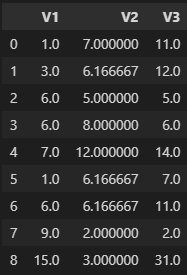 V1 V2 V3
0 1.0 7.000000 11.0
1 3.0 6.166667 12.0
2 6.0 5.000000 5.0
3 6.0 8.000000 6.0
4 7.0 12.000000 14.0
5 1.0 6.166667 7.0
6 6.0 6.166667 11.0
7 9.0 2.000000 2.0
8 15.0 3.000000 31.0